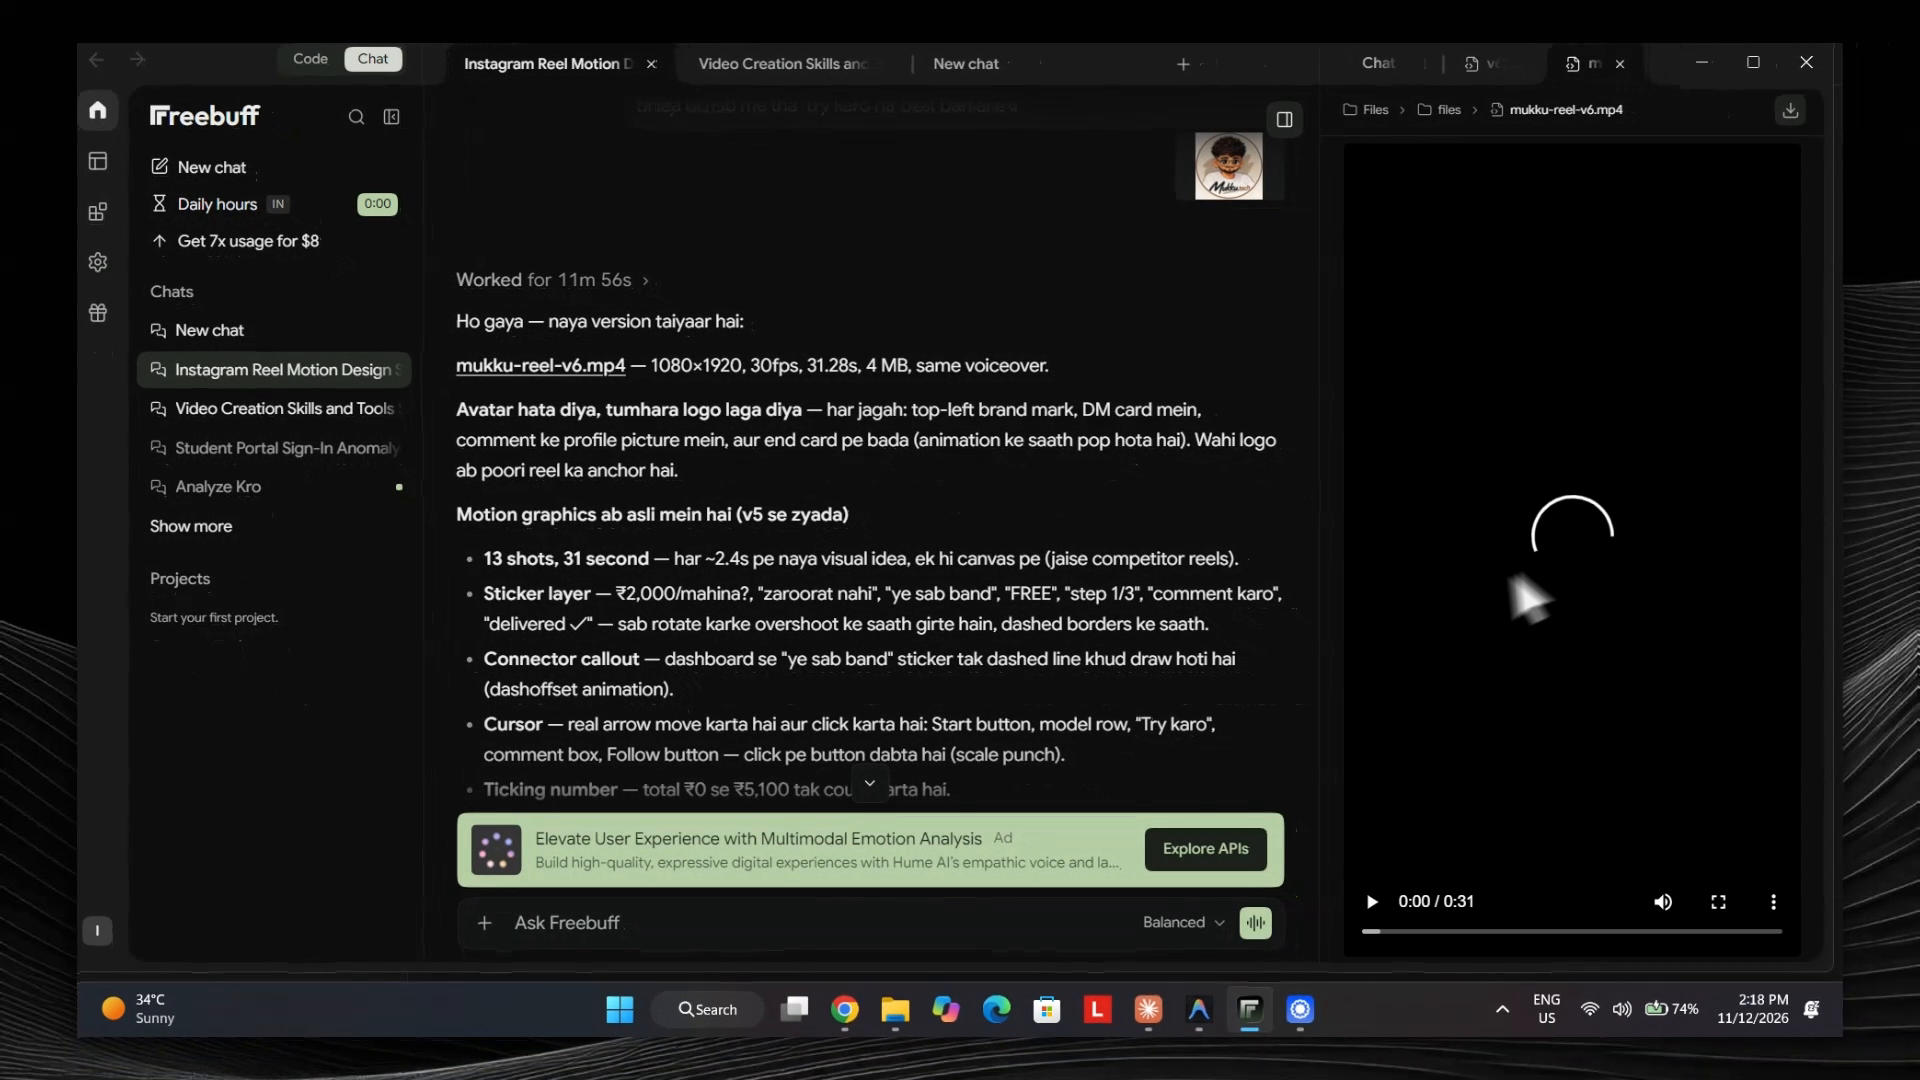 Code
Chat
Instagram Reel Motion D
Video Creation Skills and
New chat
Chat
m
Freebuff
Files
files
mukku-reel-v6.mp4
Mukku tech
New chat
Daily hours IN 0:00
Get 7x usage for $8
Chats
New chat
Instagram Reel Motion Design S
Video Creation Skills and Tools
Student Portal Sign-In Anomaly
Analyze Kro
Show more
Projects
Start your first project.
Worked for 11m 56s
Ho gaya — naya version taiyaar hai:
mukku-reel-v6.mp4 — 1080×1920, 30fps, 31.28s, 4 MB, same voiceover.
Avatar hata diya, tumhara logo laga diya — har jagah: top-left brand mark, DM card mein,
comment ke profile picture mein, aur end card pe bada (animation ke saath pop hota hai). Wahi logo
ab poori reel ka anchor hai.
Motion graphics ab asli mein hai (v5 se zyada)
• 13 shots, 31 second — har ~2.4s pe naya visual idea, ek hi canvas pe (jaise competitor reels).
• Sticker layer — ₹2,000/mahina?, "zaroorat nahi", "ye sab band", "FREE", "step 1/3", "comment karo",
"delivered ✓" — sab rotate karke overshoot ke saath girte hain, dashed borders ke saath.
• Connector callout — dashboard se "ye sab band" sticker tak dashed line khud draw hoti hai
(dashoffset animation).
• Cursor — real arrow move karta hai aur click karta hai: Start button, model row, "Try karo",
comment box, Follow button — click pe button dabta hai (scale punch).
• Ticking number — total ₹0 se ₹5,100 tak cou arta hai.
Elevate User Experience with Multimodal Emotion Analysis Ad
Build high-quality, expressive digital experiences with Hume AI's empathic voice and la...
Explore APIs
Ask Freebuff
Balanced
0:00 / 0:31
I
34°C
Sunny
Search
L
ENG
US
74%
2:18 PM
11/12/2026